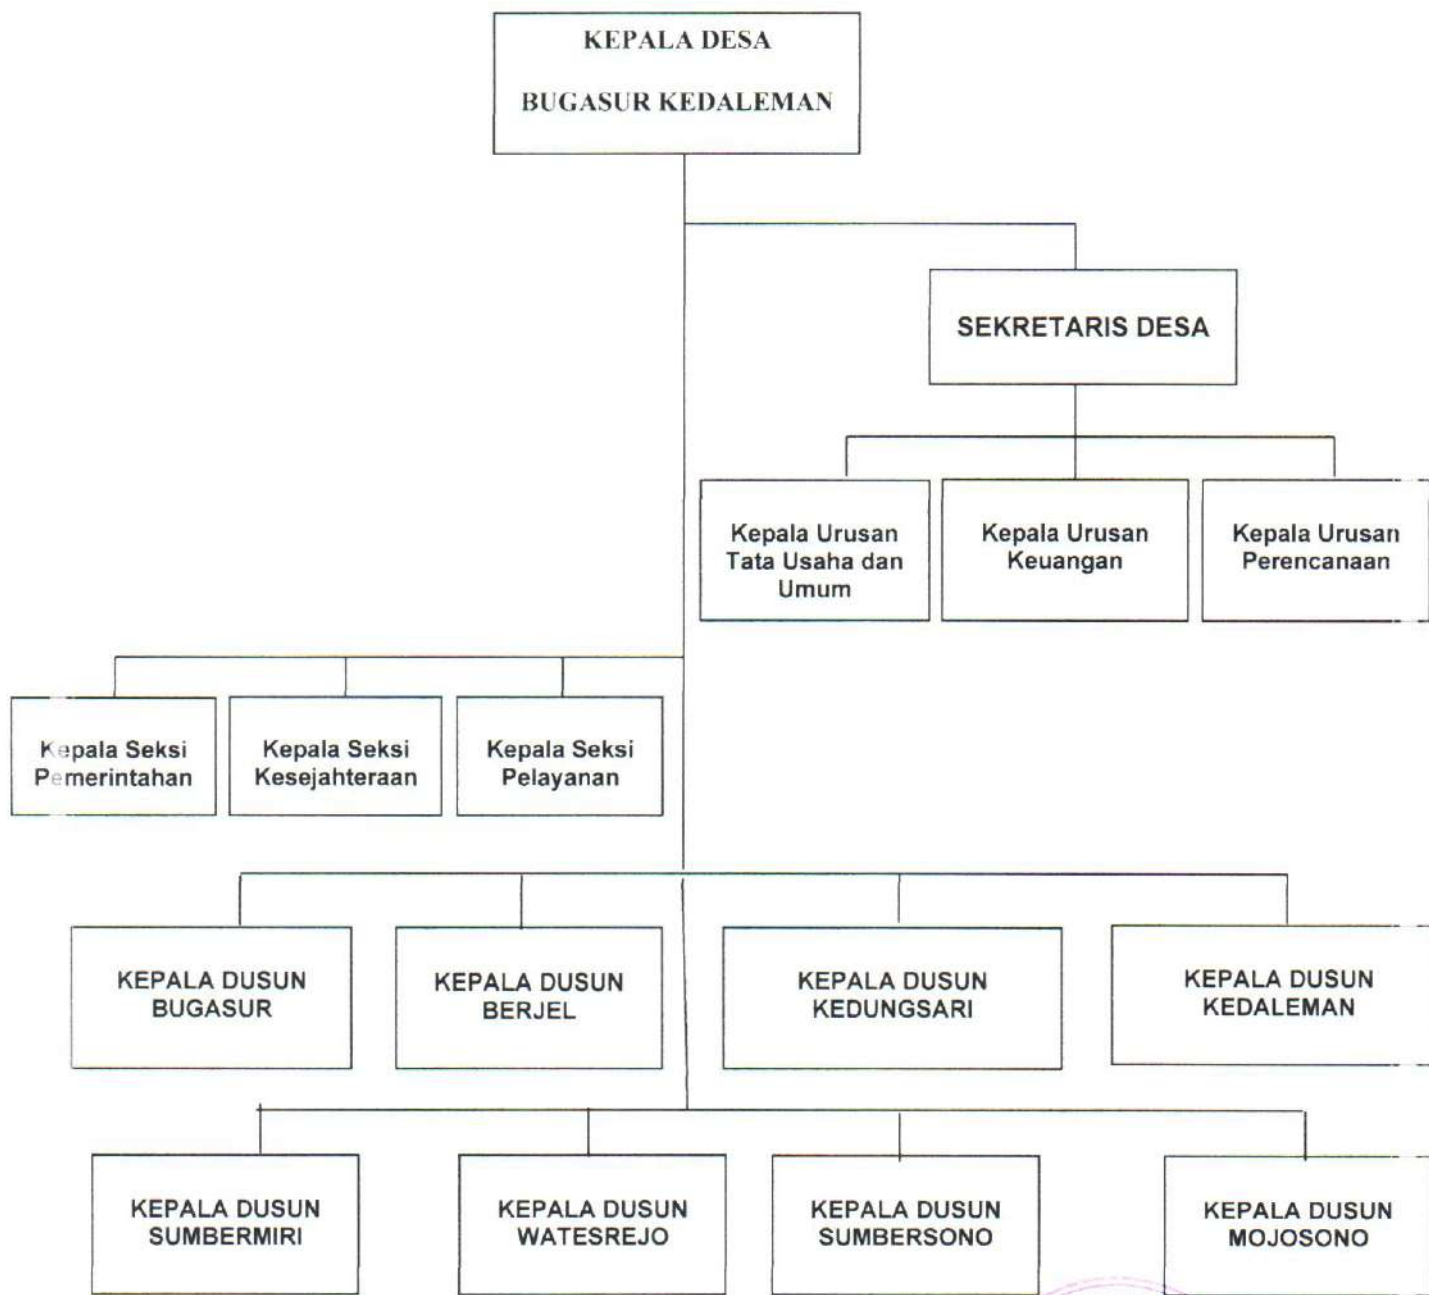 KEPALA DESA
BUGASUR KEDALEMAN
SEKRETARIS DESA
Kepala Urusan
Tata Usaha dan
Umum
Kepala Urusan
Keuangan
Kepala Urusan
Perencanaan
Kepala Seksi
Pemerintahan
Kepala Seksi
Kesejahteraan
Kepala Seksi
Pelayanan
KEPALA DUSUN
BUGASUR
KEPALA DUSUN
BERJEL
KEPALA DUSUN
KEDUNGSARI
KEPALA DUSUN
KEDALEMAN
KEPALA DUSUN
SUMBERMIRI
KEPALA DUSUN
WATESREJO
KEPALA DUSUN
SUMBERSONO
KEPALA DUSUN
MOJOSONO